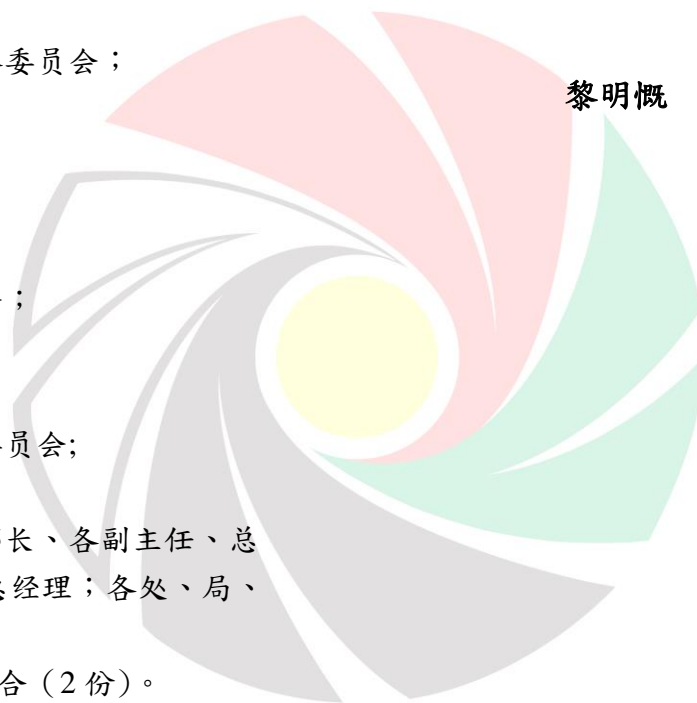 委员会；
黎明慨
；
员会;
长、各副主任、总
经理；各处、局、
合（2 份）。